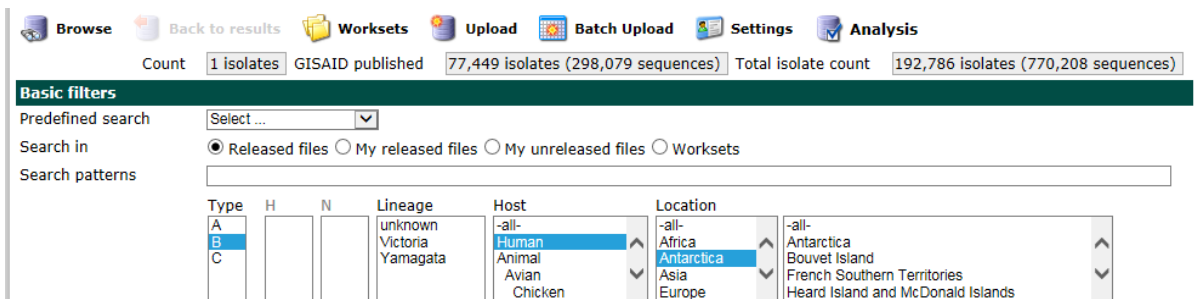 Browse Back to results Worksets Upload Batch Upload Settings Analysis
Count 1 isolates GISAID published 77,449 isolates (298,079 sequences) Total isolate count 192,786 isolates (770,208 sequences)
Basic filters
Predefined search Select ...
Search in Released files My released files My unreleased files Worksets
Search patterns
Type H N Lineage Host Location
A unknown -all- -all- -all-
B Victoria Human Africa Antarctica
C Yamagata Animal Antarctica Bouvet Island
Avian Asia French Southern Territories
Chicken Europe Heard Island and McDonald Islands